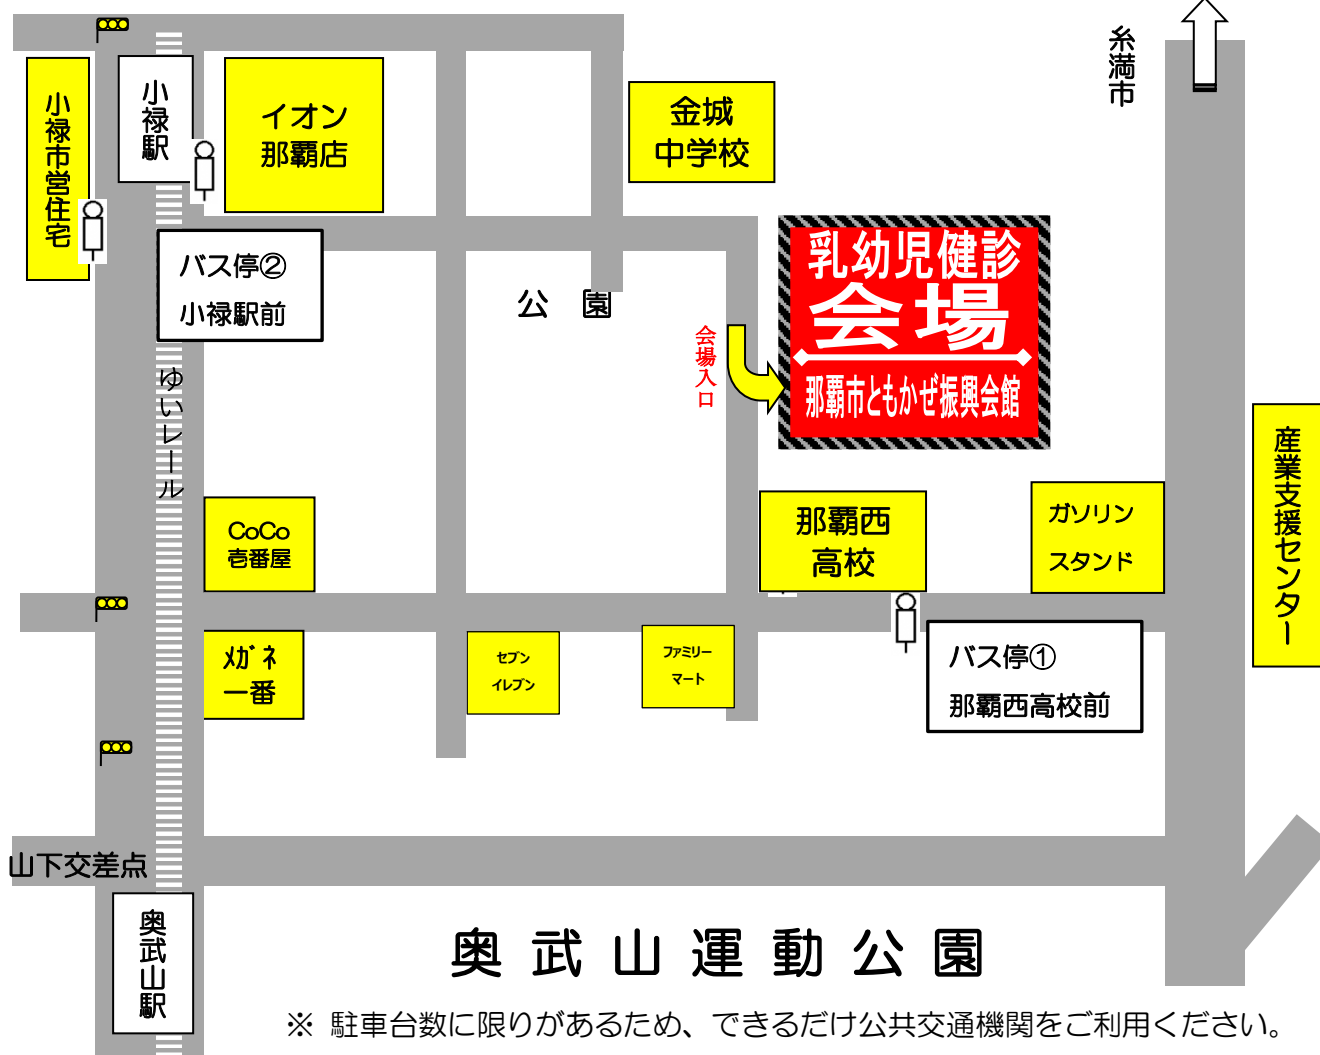 糸満市
小禄市営住宅
小禄駅
イオン
那覇店
金城
中学校
バス停②
小禄駅前
公 園
乳幼児健診
会場
那覇市ともかぜ振興会館
会場入口
ゆいレール
産業支援センター
CoCo
壱番屋
那覇西
高校
ガソリン
スタンド
メガネ
一番
セブン
イレブン
ファミリー
マート
バス停①
那覇西高校前
山下交差点
奥武山駅
奥武山運動公園
※ 駐車台数に限りがあるため、できるだけ公共交通機関をご利用ください。